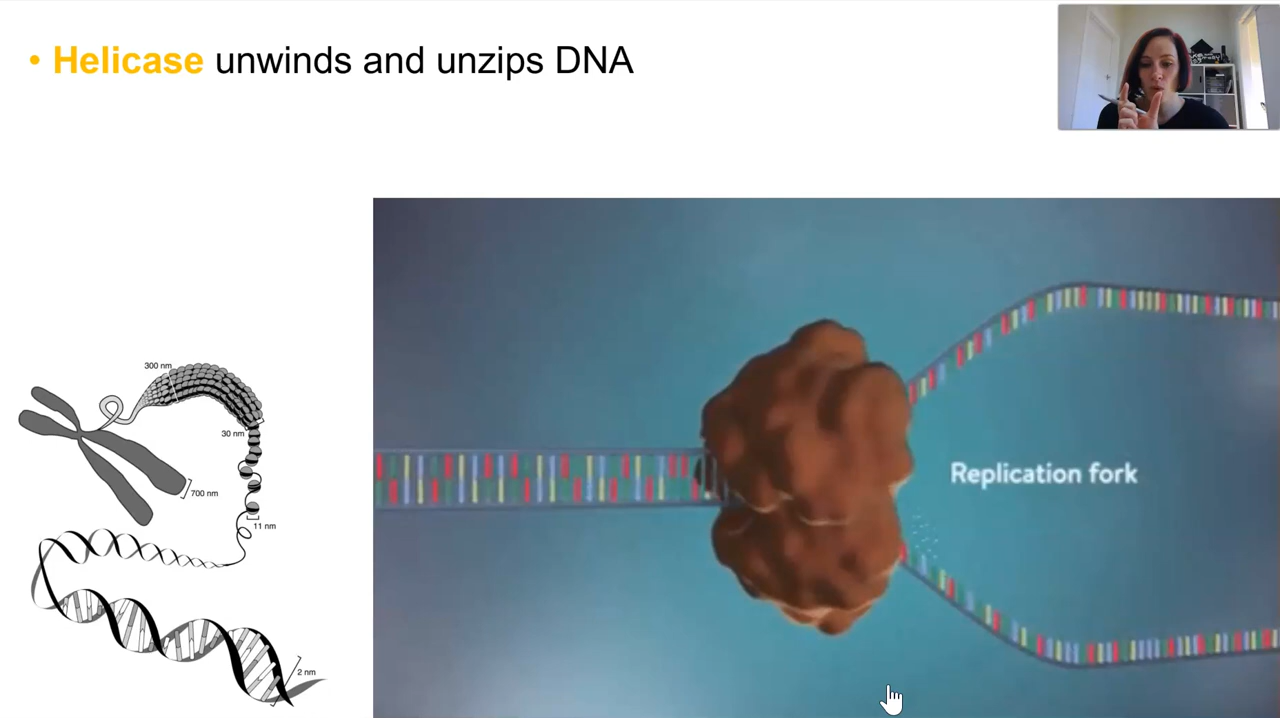 • Helicase unwinds and unzips DNA
300 nm
30 nm
700 nm
11 nm
2 nm
Replication fork